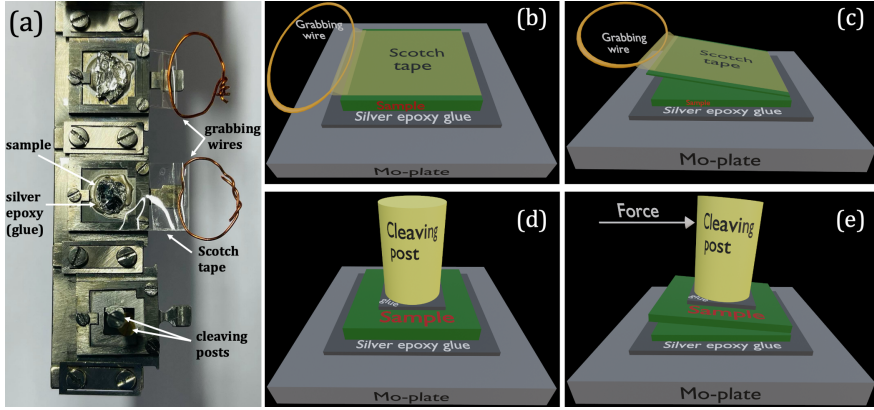 (a)
grabbing
wires
sample
silver
epoxy
(glue)
Scotch
tape
cleaving
posts
(b)
Grabbing
wire
Scotch
tape
Sample
Silver epoxy glue
Mo-plate
(c)
Grabbing
wire
Scotch
tape
Silver epoxy glue
Mo-plate
(d)
Cleaving
post
glue
Sample
Silver epoxy glue
Mo-plate
(e)
Force
Cleaving
post
glue
Sample
Silver epoxy glue
Mo-plate